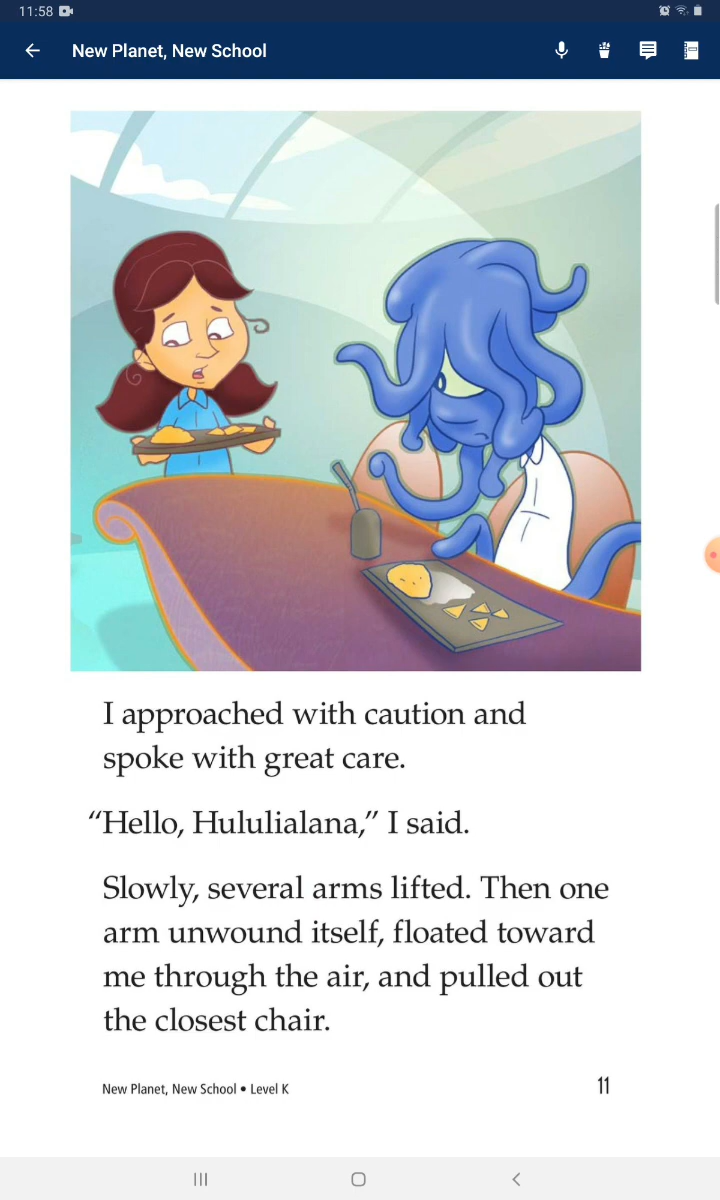 11:58
New Planet, New School
I approached with caution and
spoke with great care.
“Hello, Hululialana,” I said.
Slowly, several arms lifted. Then one
arm unwound itself, floated toward
me through the air, and pulled out
the closest chair.
New Planet, New School • Level K
11